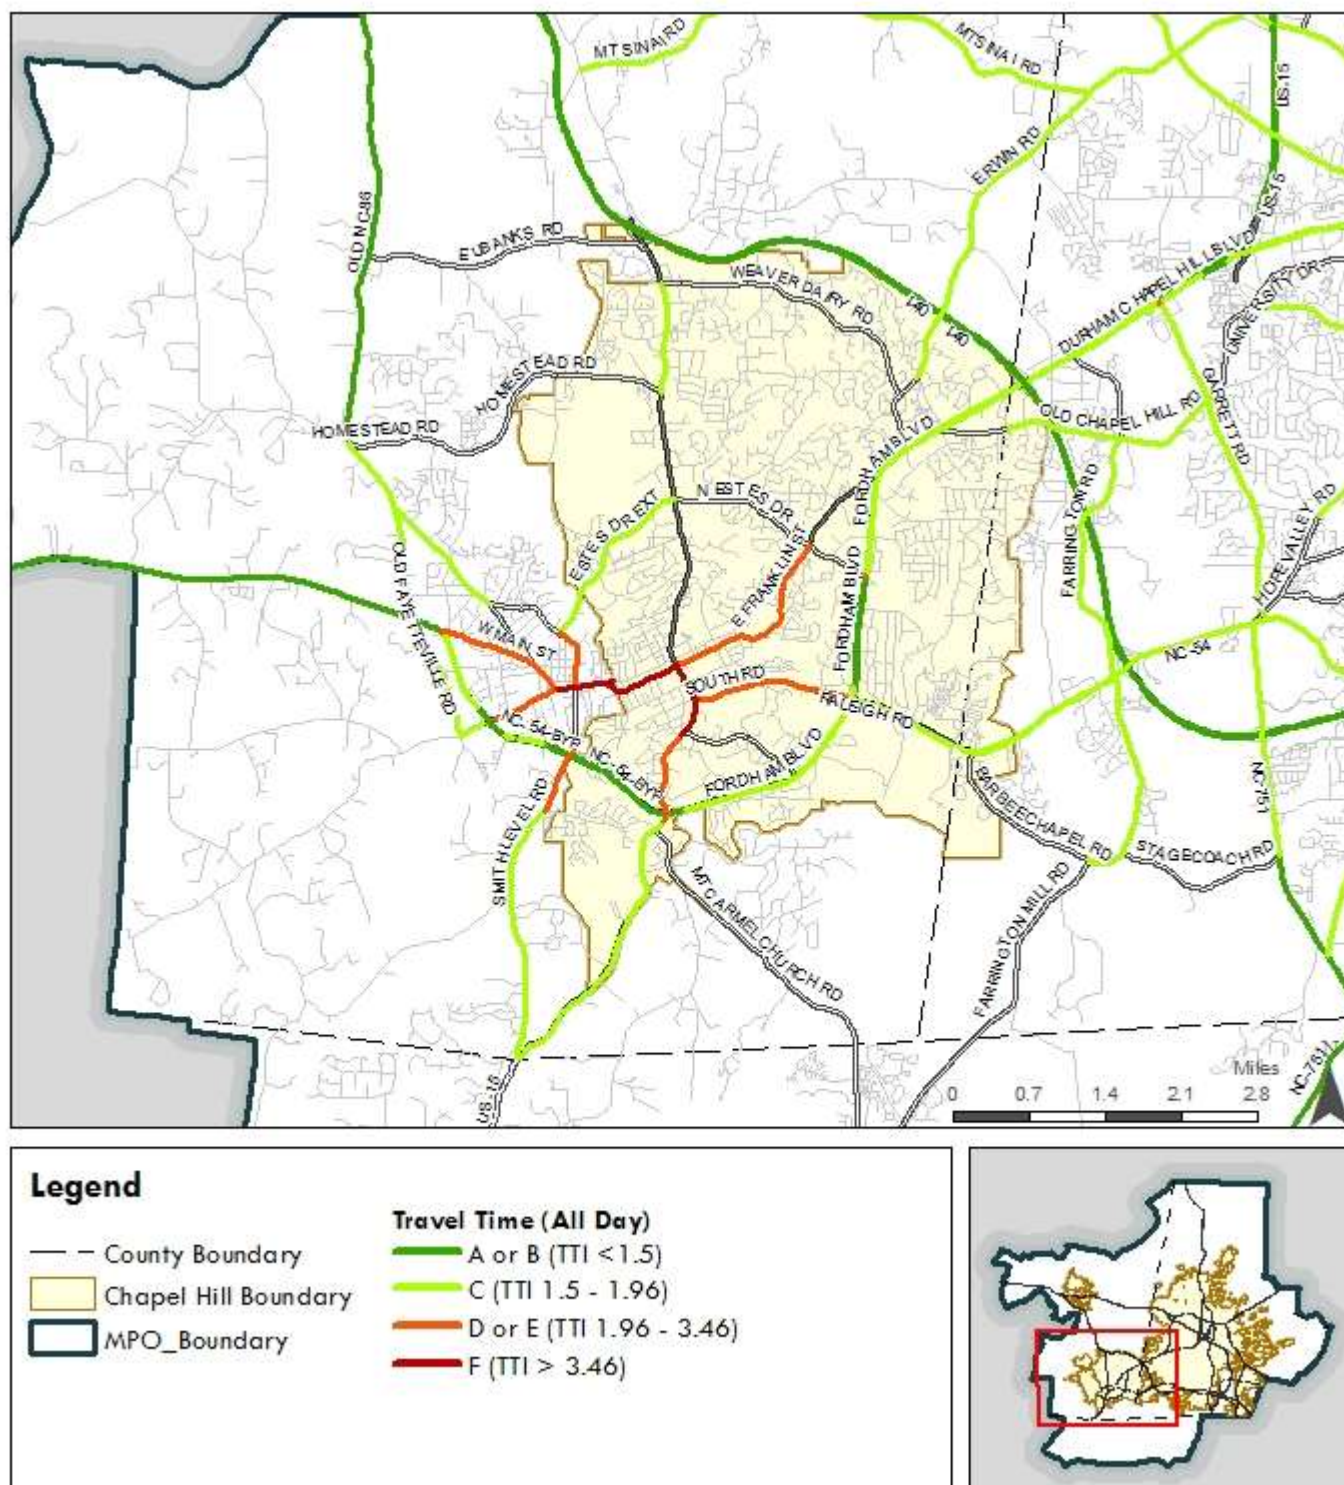 MT SINAI RD
MT SINAI RD
US-15
ERWIN RD
OLD NC86
EUBANKS RD
US-15
WEAVER DAIRY RD
I-40
I-40
DURHAM CHAPEL HILL BLVD
UNIVERSITY DR
HOMESTEAD RD
HOMESTEAD RD
OLD CHAPEL HILL RD
GARRETT RD
FORDHAM BLVD
N ESTES DR
ESTES DR EXT
FARRINGTON RD
HOPE VALLEY RD
OLD FAYETTEVILLE RD
E FRANKLIN ST
FORDHAM BLVD
W MAIN ST
NC-54
SOUTH RD
RALEIGH RD
NC-54-BYP
NC-54-BYP
FORDHAM BLVD
NC-751
SMITH LEVEL RD
BARBEE CHAPEL RD
STAGECOACH RD
MT CARMEL CHURCH RD
FARRINGTON MILL RD
US-15
NC-751
Miles
0 0.7 1.4 2.1 2.8
Legend
County Boundary
Chapel Hill Boundary
MPO_Boundary
Travel Time (All Day)
A or B (TTI <1.5)
C (TTI 1.5 - 1.96)
D or E (TTI 1.96 - 3.46)
F (TTI > 3.46)